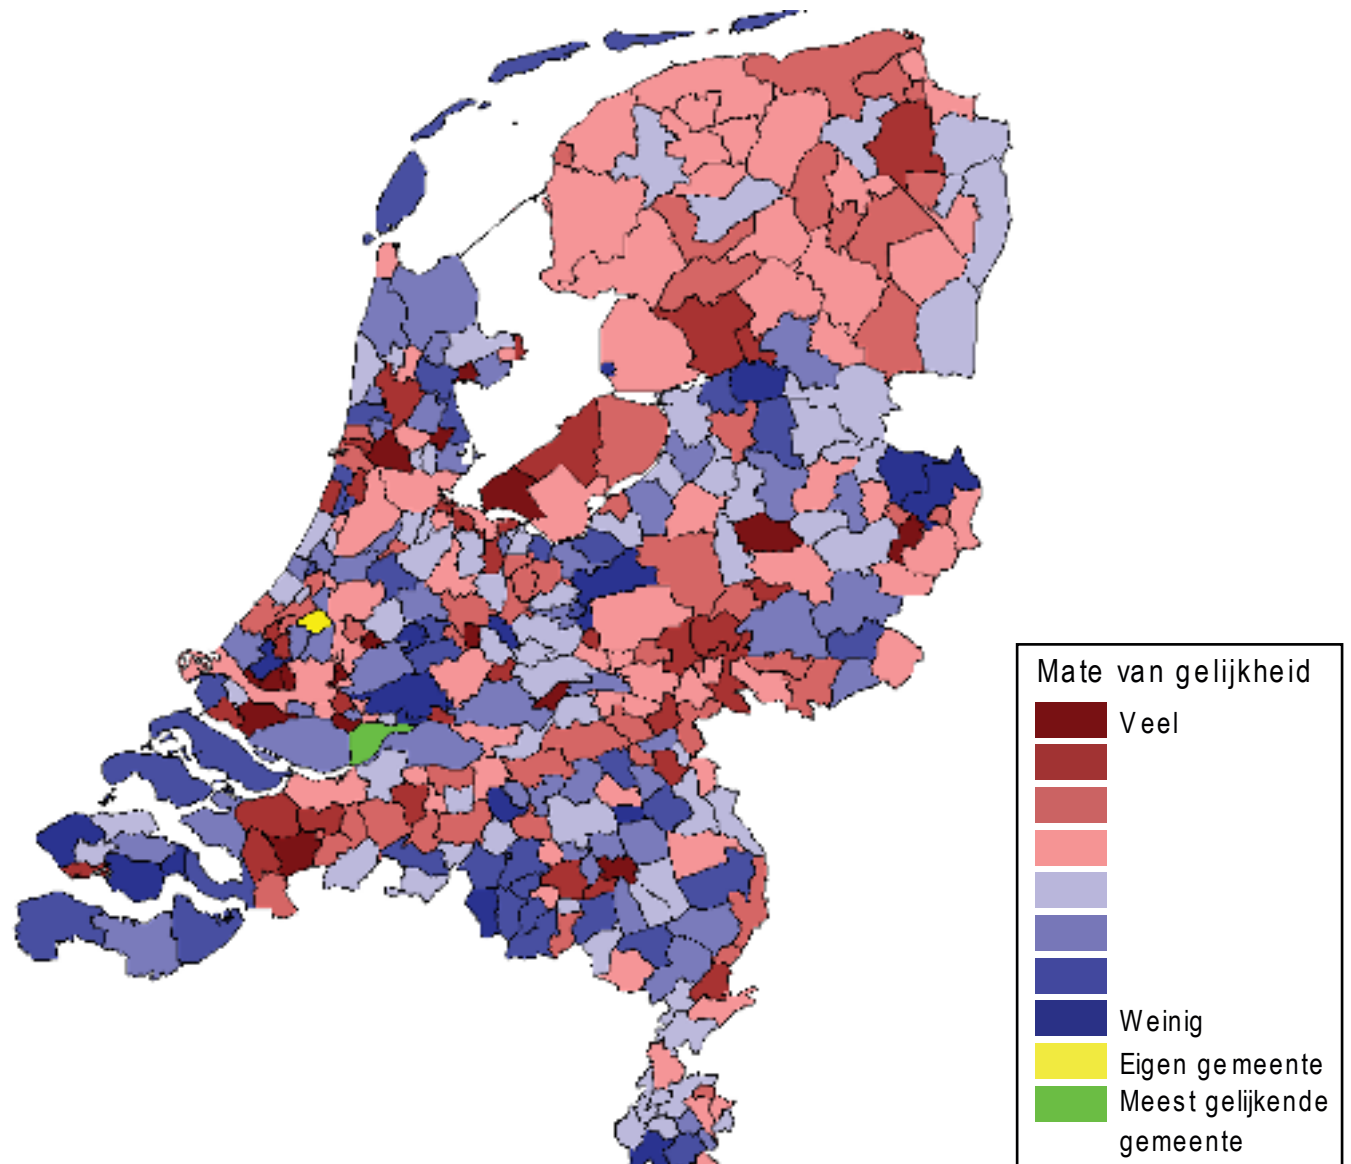 Mate van gelijkheid
Veel
Weinig
Eigen gemeente
Meest gelijkende
gemeente